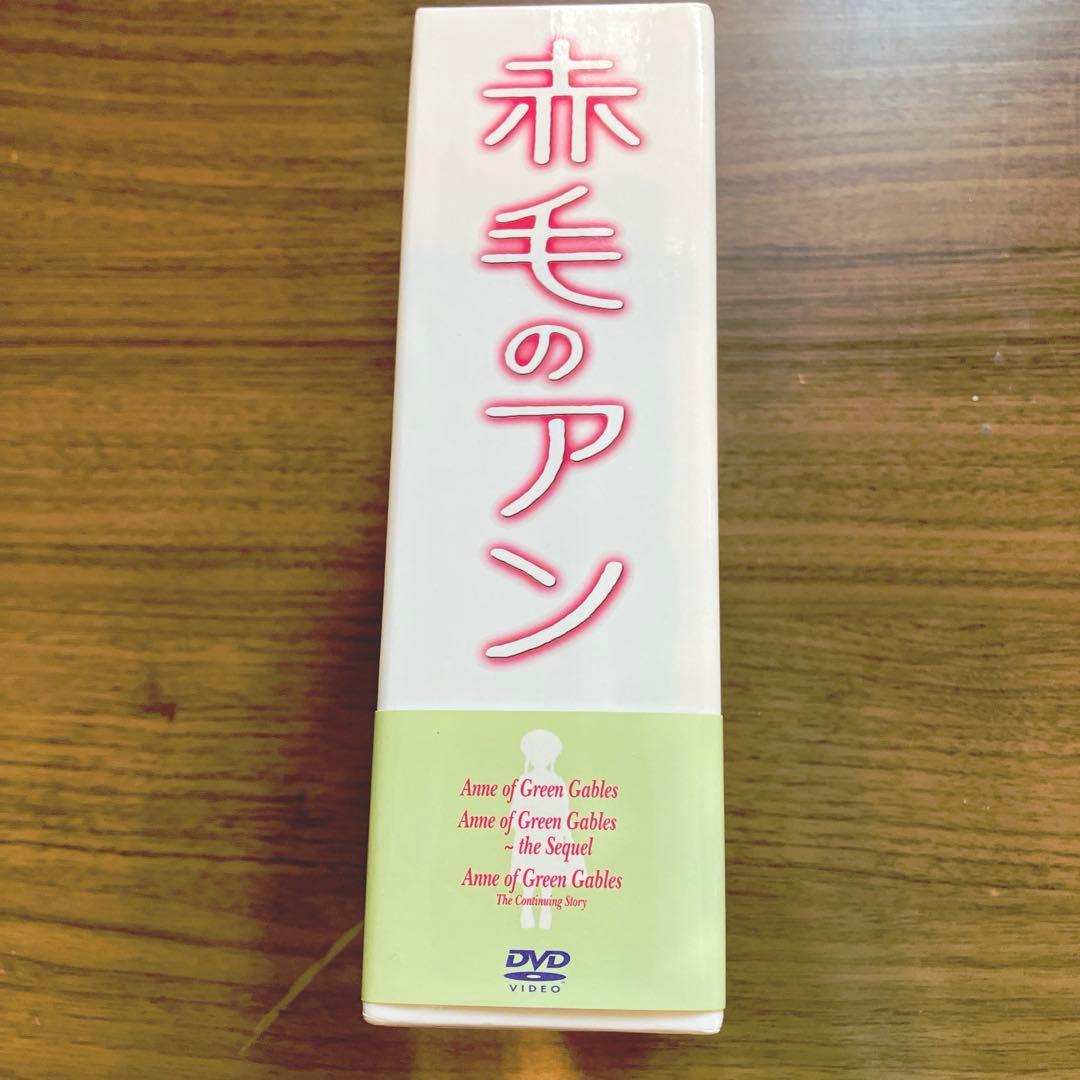 赤毛のアン
Anne of Green Gables
Anne of Green Gables
~ the Sequel
Anne of Green Gables
The Continuing Story
DVD
VIDEO